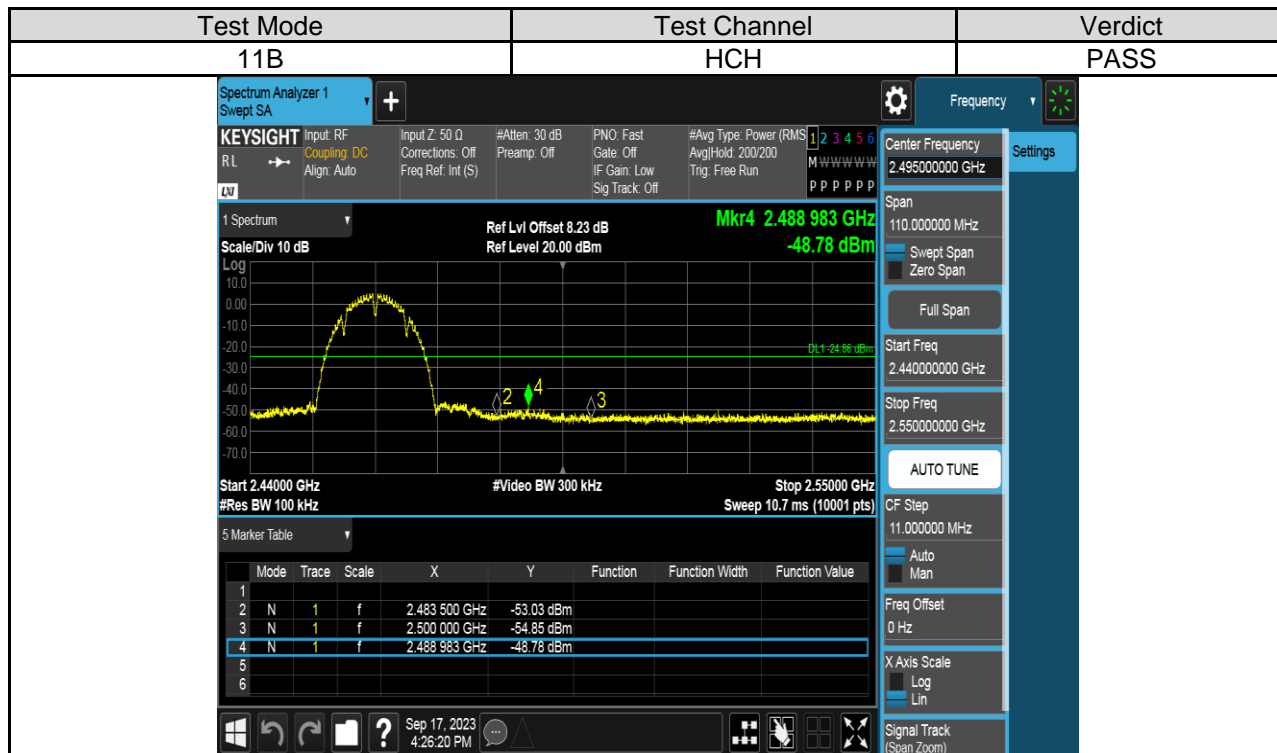 Test Mode Test Channel Verdict
11B HCH PASS
Spectrum Analyzer 1
Swept SA
+
Frequency
KEYSIGHT Input: RF Input Z: 50 Ω #Atten: 30 dB PNO: Fast #Avg Type: Power (RMS 1 2 3 4 5 6
RL Coupling: DC Corrections: Off Preamp: Off Gate: Off Avg|Hold: 200/200 M W W W W W
Align: Auto Freq Ref: Int (S) IF Gain: Low Trig: Free Run
LXI Sig Track: Off P P P P P P
1 Spectrum
Ref Lvl Offset 8.23 dB Mkr4 2.488 983 GHz
Scale/Div 10 dB Ref Level 20.00 dBm -48.78 dBm
Log
10.0
0.00
-10.0
-20.0
DL1 -24.86 dBm
-30.0
-40.0
2 4 3
-50.0
-60.0
-70.0
Start 2.44000 GHz #Video BW 300 kHz Stop 2.55000 GHz
#Res BW 100 kHz Sweep 10.7 ms (10001 pts)
5 Marker Table
Mode Trace Scale X Y Function Function Width Function Value
1
2 N 1 f 2.483 500 GHz -53.03 dBm
3 N 1 f 2.500 000 GHz -54.85 dBm
4 N 1 f 2.488 983 GHz -48.78 dBm
5
6
Sep 17, 2023
4:26:20 PM
Center Frequency
2.495000000 GHz
Settings
Span
110.000000 MHz
Swept Span
Zero Span
Full Span
Start Freq
2.440000000 GHz
Stop Freq
2.550000000 GHz
AUTO TUNE
CF Step
11.000000 MHz
Auto
Man
Freq Offset
0 Hz
X Axis Scale
Log
Lin
Signal Track
(Span Zoom)